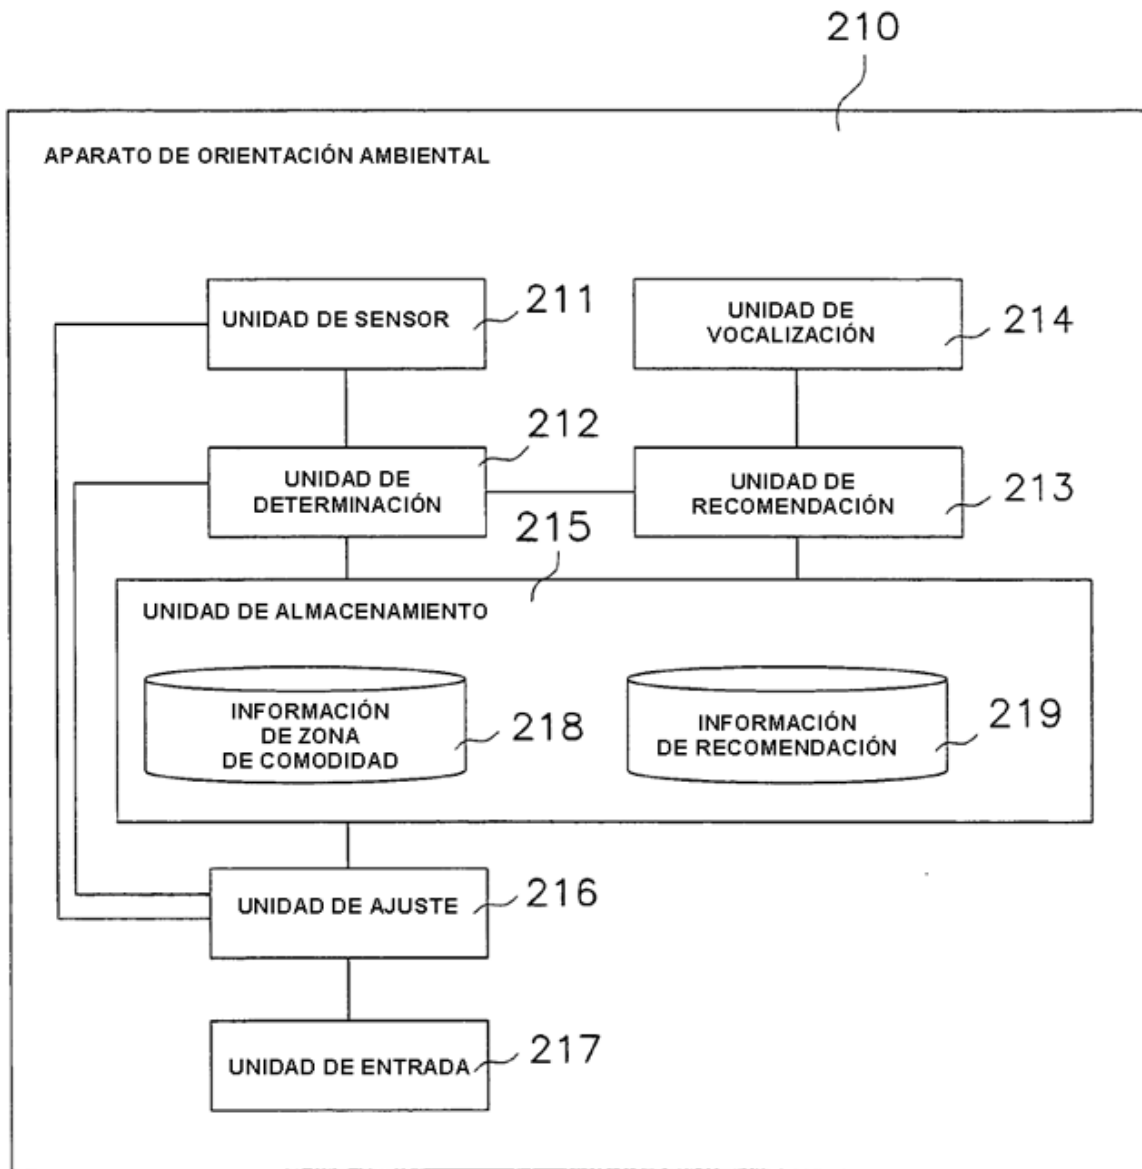 210
APARATO DE ORIENTACIÓN AMBIENTAL
UNIDAD DE SENSOR
211
UNIDAD DE
VOCALIZACIÓN
214
212
UNIDAD DE
DETERMINACIÓN
UNIDAD DE
RECOMENDACIÓN
213
215
UNIDAD DE ALMACENAMIENTO
INFORMACIÓN
DE ZONA
DE COMODIDAD
218
INFORMACIÓN
DE RECOMENDACIÓN
219
UNIDAD DE AJUSTE
216
UNIDAD DE ENTRADA
217